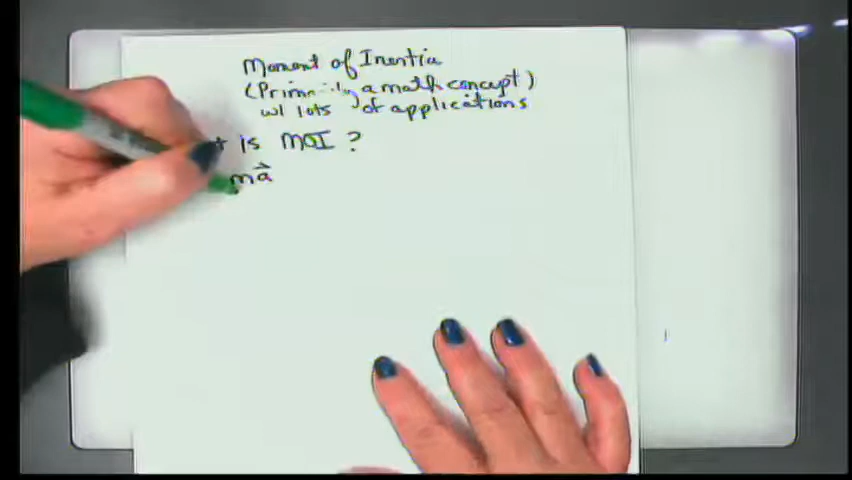 Moment of Inertia
(Primarily a math concept)
w/ lots of applications
is MOI ?
ma⃗